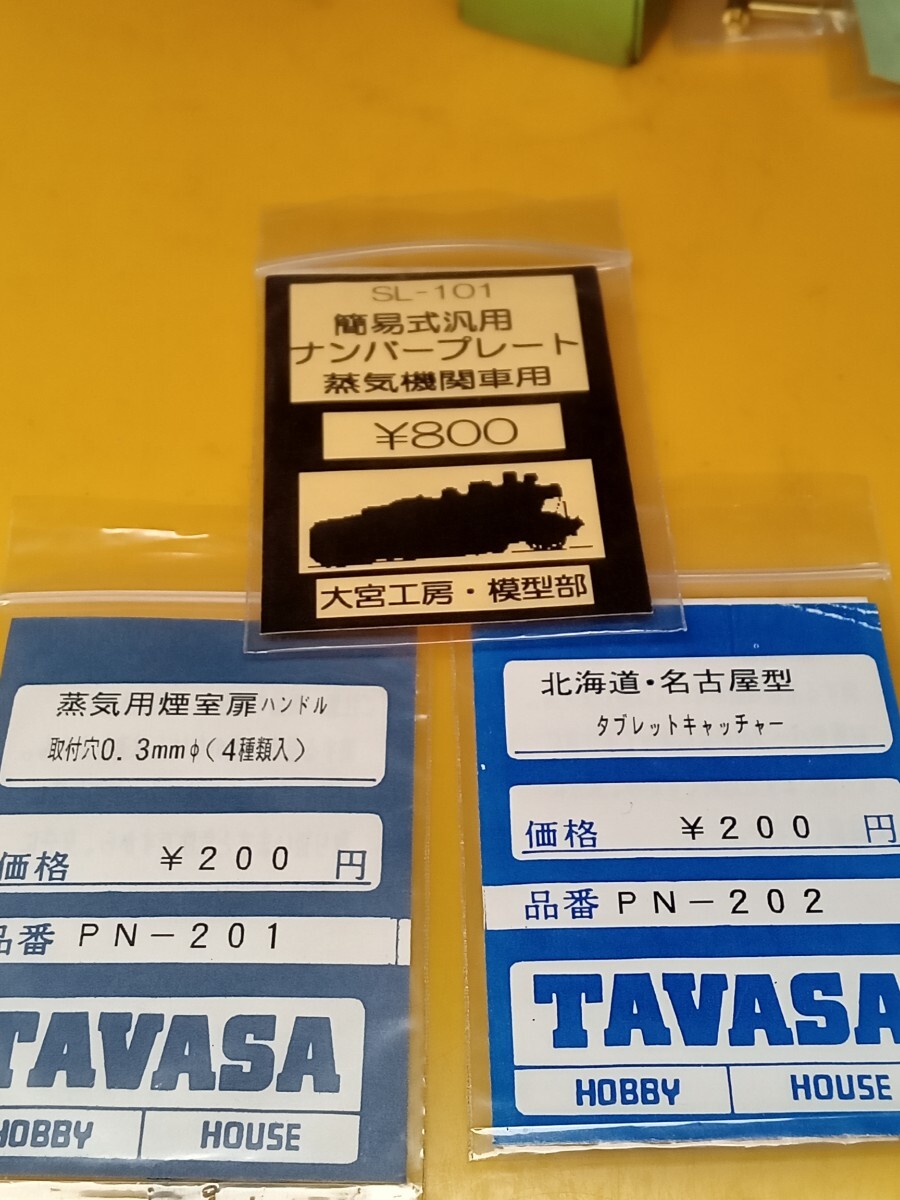 SL-101
簡易式汎用
ナンバープレート
蒸気機関車用
¥800
大宮工房・模型部
蒸気用煙室扉ハンドル
取付穴0.3mmφ(4種類入)
価格 ¥200 円
品番 PN-201
TAVASA
HOBBY HOUSE
北海道・名古屋型
タブレットキャッチャー
価格 ¥200 円
品番 PN-202
TAVASA
HOBBY HOUSE